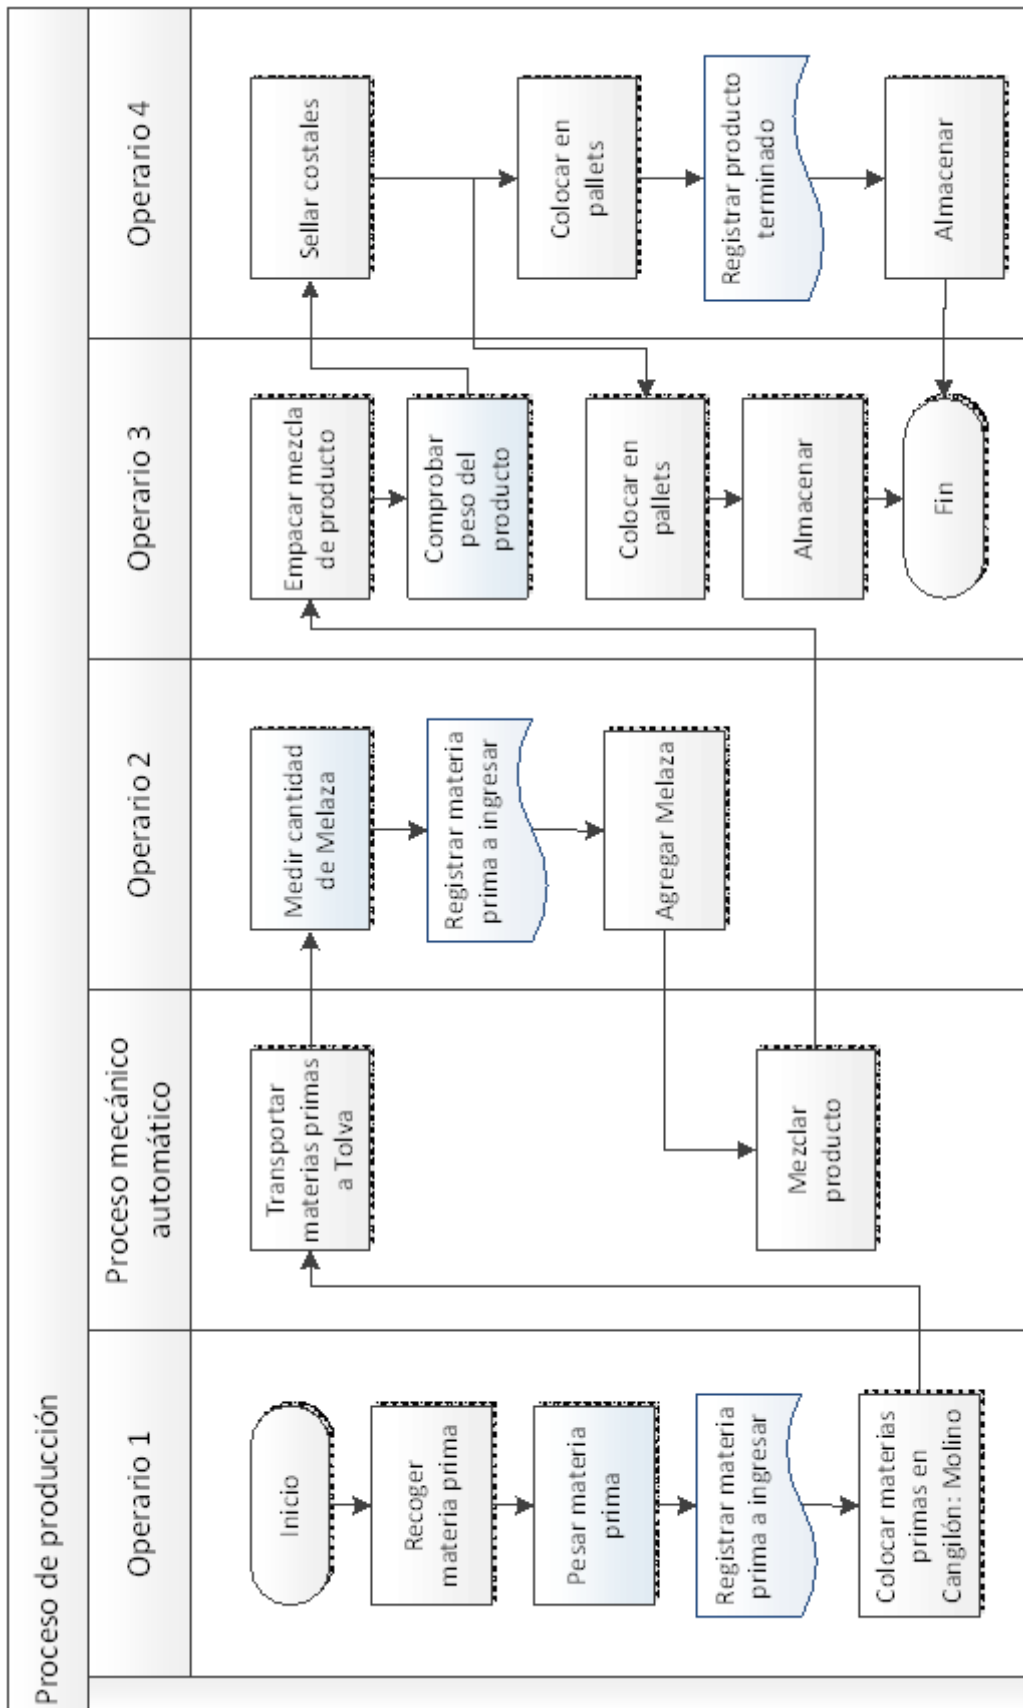 Proceso de producción
Operario 1
Proceso mecánico
automático
Operario 2
Operario 3
Operario 4
Inicio
Recoger
materia prima
Pesar materia
prima
Registrar materia
prima a ingresar
Colocar materias
primas en
Cangilón: Molino
Transportar
materias primas
a Tolva
Mezclar
producto
Medir cantidad
de Melaza
Registrar materia
prima a ingresar
Agregar Melaza
Empacar mezcla
de producto
Comprobar
peso del
producto
Colocar en
pallets
Almacenar
Fin
Sellar costales
Colocar en
pallets
Registrar producto
terminado
Almacenar